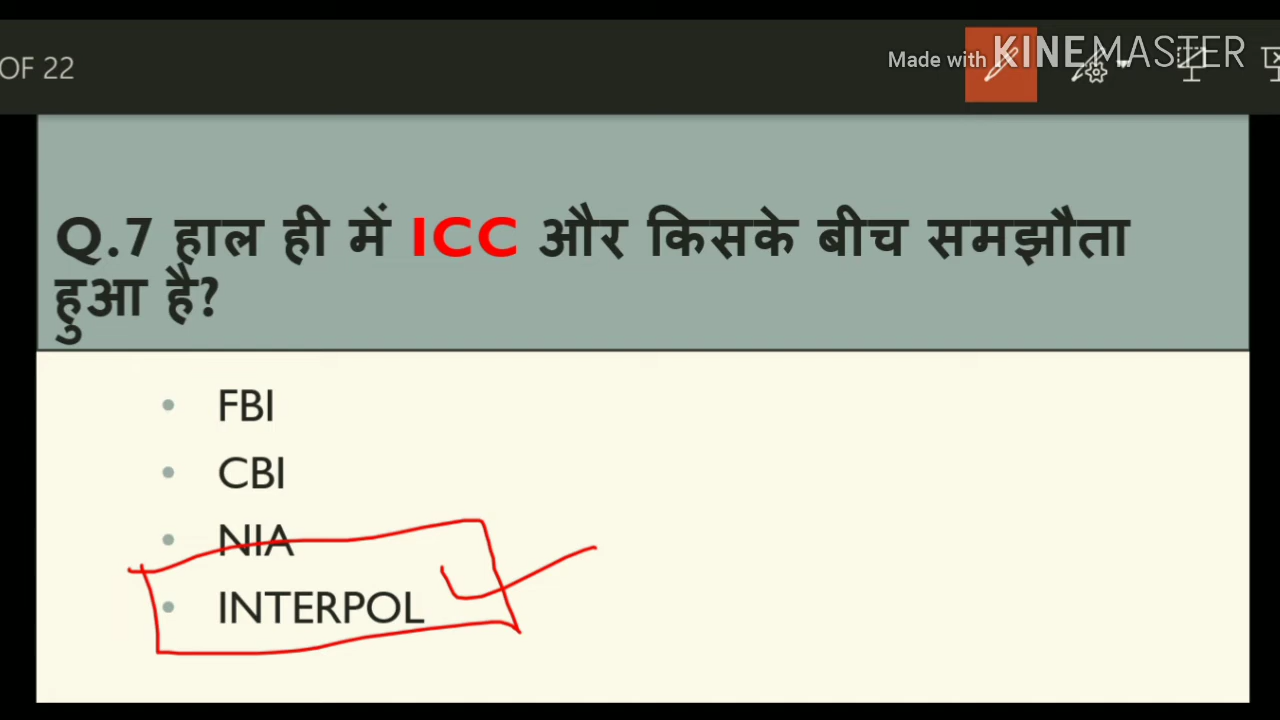 OF 22
Made with KINEMASTER
Q.7 हाल ही में ICC और किसके बीच समझौता
हुआ है?
• FBI
• CBI
• NIA
• INTERPOL